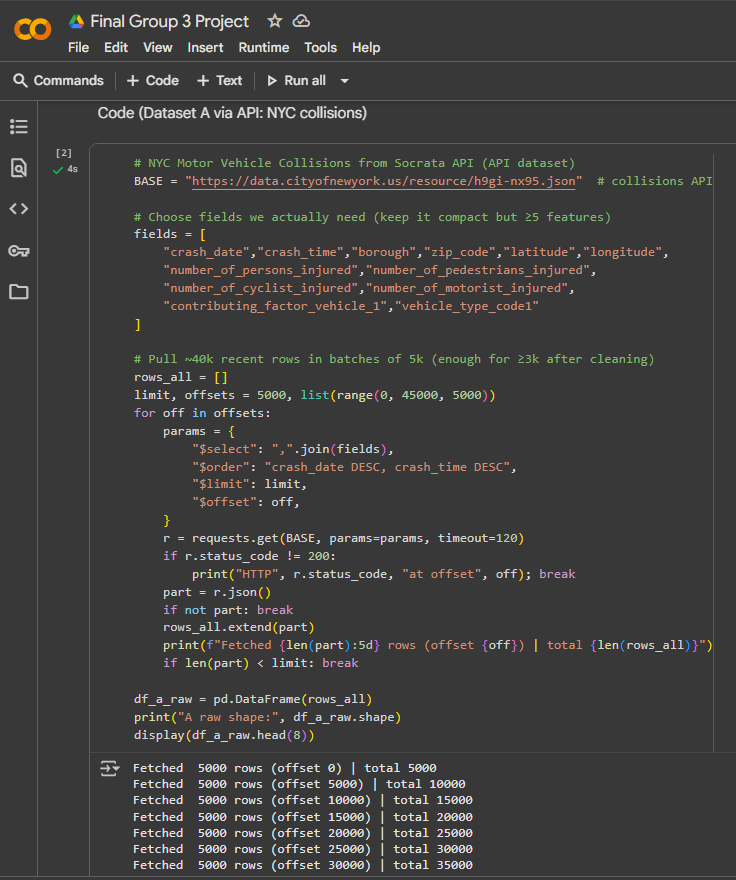 Final Group 3 Project
File Edit View Insert Runtime Tools Help
Commands + Code + Text Run all
Code (Dataset A via API: NYC collisions)
[2]
4s
# NYC Motor Vehicle Collisions from Socrata API (API dataset)
BASE = "https://data.cityofnewyork.us/resource/h9gi-nx95.json"  # collisions API
# Choose fields we actually need (keep it compact but ≥5 features)
fields = [
    "crash_date","crash_time","borough","zip_code","latitude","longitude",
    "number_of_persons_injured","number_of_pedestrians_injured",
    "number_of_cyclist_injured","number_of_motorist_injured",
    "contributing_factor_vehicle_1","vehicle_type_code1"
]
# Pull ~40k recent rows in batches of 5k (enough for ≥3k after cleaning)
rows_all = []
limit, offsets = 5000, list(range(0, 45000, 5000))
for off in offsets:
    params = {
        "$select": ",".join(fields),
        "$order": "crash_date DESC, crash_time DESC",
        "$limit": limit,
        "$offset": off,
    }
    r = requests.get(BASE, params=params, timeout=120)
    if r.status_code != 200:
        print("HTTP", r.status_code, "at offset", off); break
    part = r.json()
    if not part: break
    rows_all.extend(part)
    print(f"Fetched {len(part):5d} rows (offset {off}) | total {len(rows_all)}")
    if len(part) < limit: break
df_a_raw = pd.DataFrame(rows_all)
print("A raw shape:", df_a_raw.shape)
display(df_a_raw.head(8))
Fetched  5000 rows (offset 0) | total 5000
Fetched  5000 rows (offset 5000) | total 10000
Fetched  5000 rows (offset 10000) | total 15000
Fetched  5000 rows (offset 15000) | total 20000
Fetched  5000 rows (offset 20000) | total 25000
Fetched  5000 rows (offset 25000) | total 30000
Fetched  5000 rows (offset 30000) | total 35000